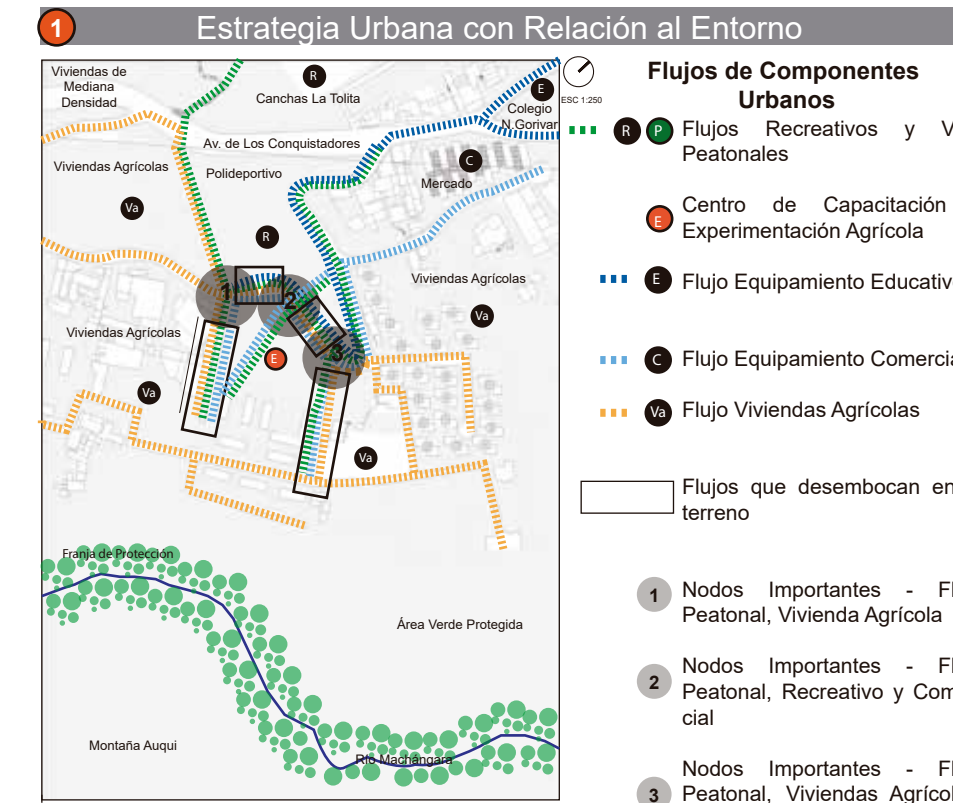 1
Estrategia Urbana con Relación al Entorno
Viviendas de
Mediana
Densidad
R
Canchas La Tolita
E
Colegio
N.Gorivar
ESC 1:250
Av. de Los Conquistadores
Viviendas Agrícolas
Polideportivo
C
Mercado
Va
R
Viviendas Agrícolas
1
2
Va
Viviendas Agrícolas
3
E
Va
Va
Franja de Protección
Área Verde Protegida
Montaña Auqui
Río Machángara
Flujos de Componentes
Urbanos
R P Flujos Recreativos y V
Peatonales
E
Centro de Capacitación
Experimentación Agrícola
E Flujo Equipamiento Educativ
C Flujo Equipamiento Comercia
Va Flujo Viviendas Agrícolas
Flujos que desembocan en
terreno
1
Nodos Importantes - Fl
Peatonal, Vivienda Agrícola
2
Nodos Importantes - Fl
Peatonal, Recreativo y Com
cial
3
Nodos Importantes - Fl
Peatonal, Viviendas Agrícol